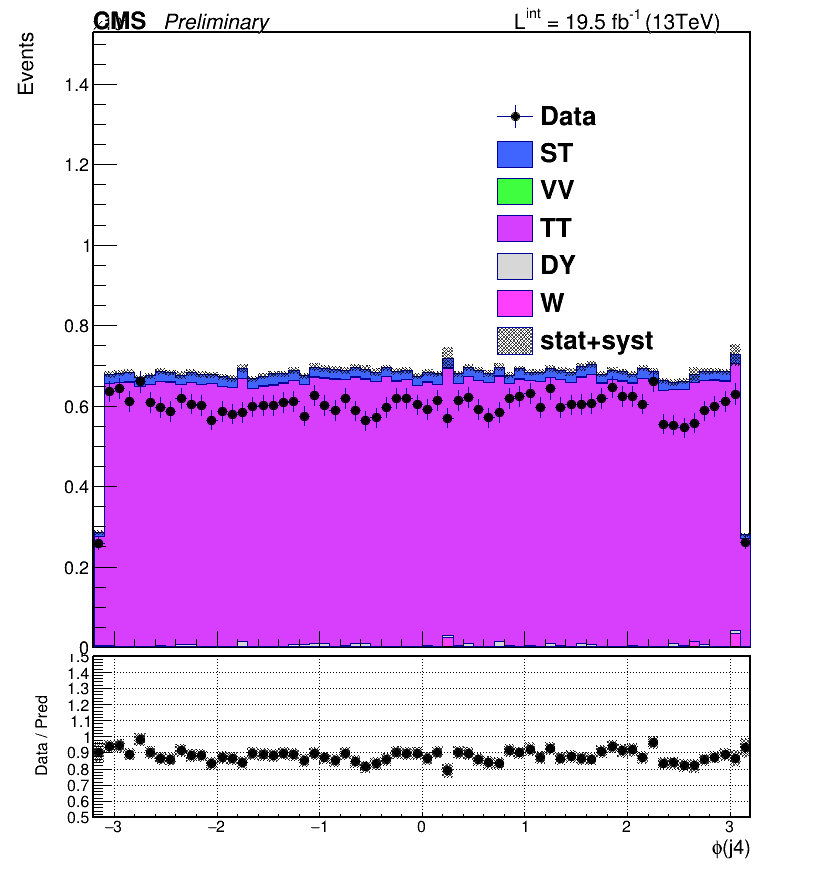 CMS Preliminary L^int = 19.5 fb^-1 (13TeV)
Events
1.4
1.2
1
0.8
0.6
0.4
0.2
0
Data
ST
VV
TT
DY
W
stat+syst
Data / Pred
1.5
1.4
1.3
1.2
1.1
1
0.9
0.8
0.7
0.6
0.5
−3 −2 −1 0 1 2 3
ϕ(j4)